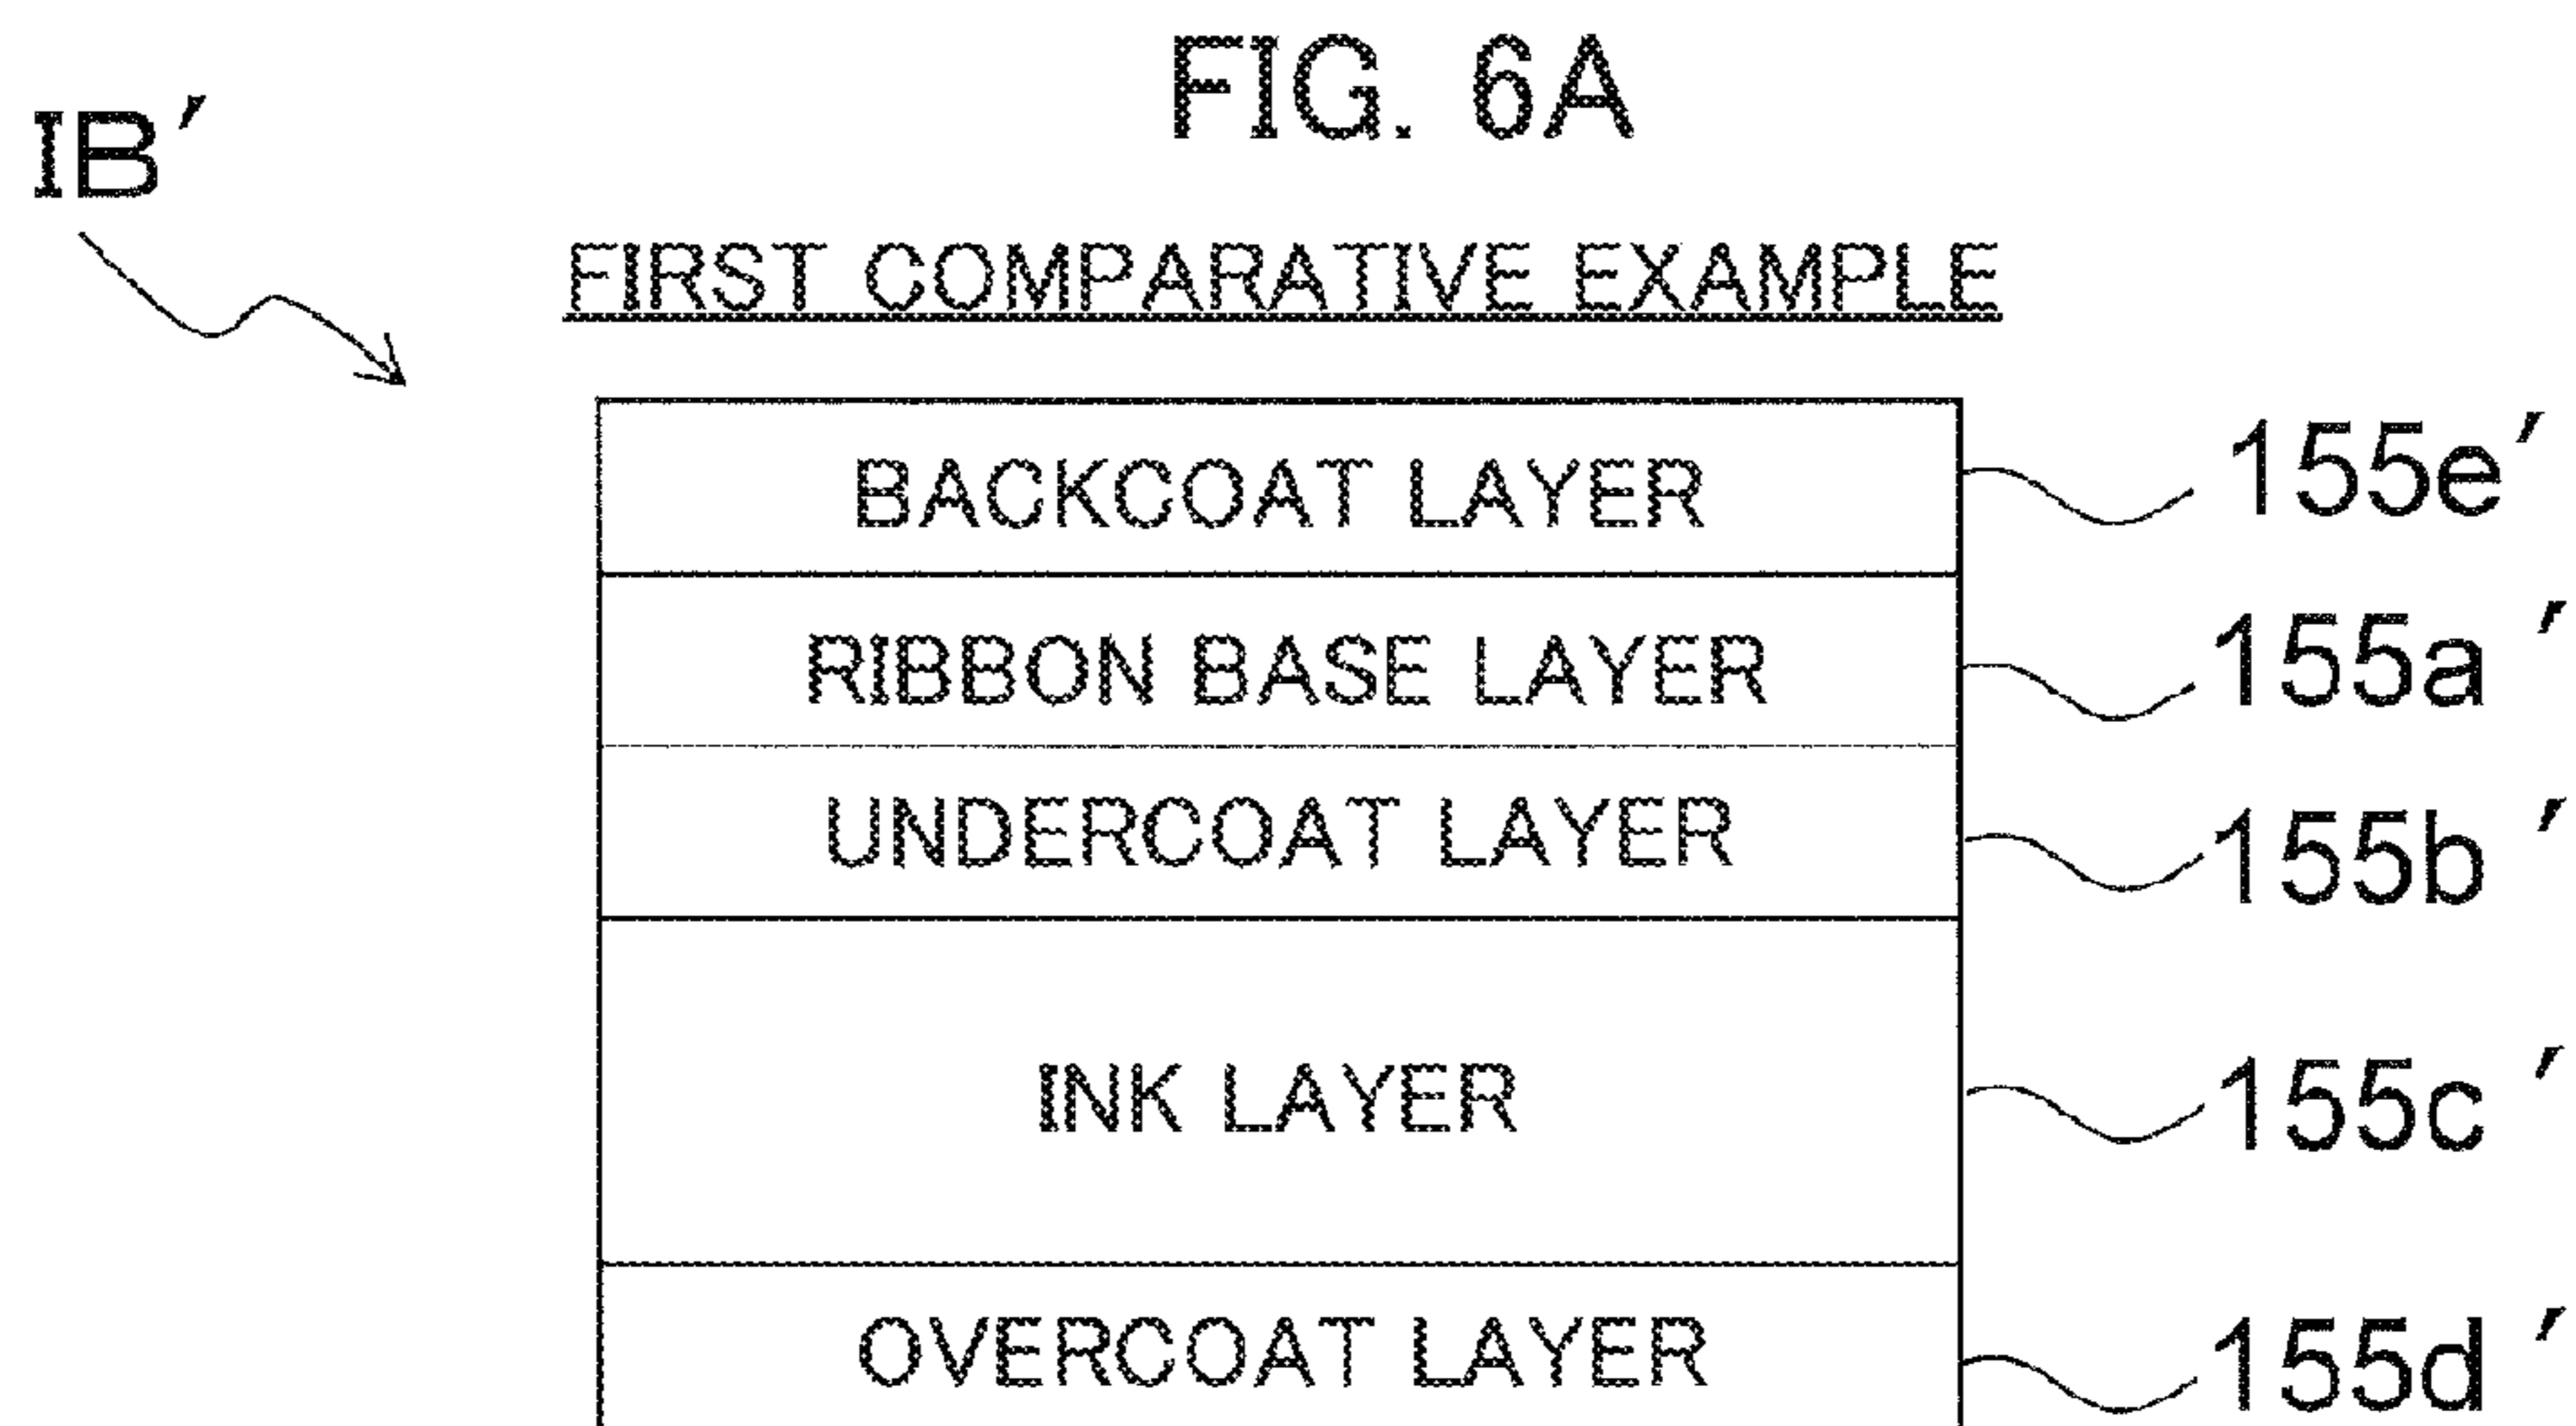 FIG. 6A
IB′
FIRST COMPARATIVE EXAMPLE
BACKCOAT LAYER 155e′
RIBBON BASE LAYER 155a′
UNDERCOAT LAYER 155b′
INK LAYER 155c′
OVERCOAT LAYER 155d′